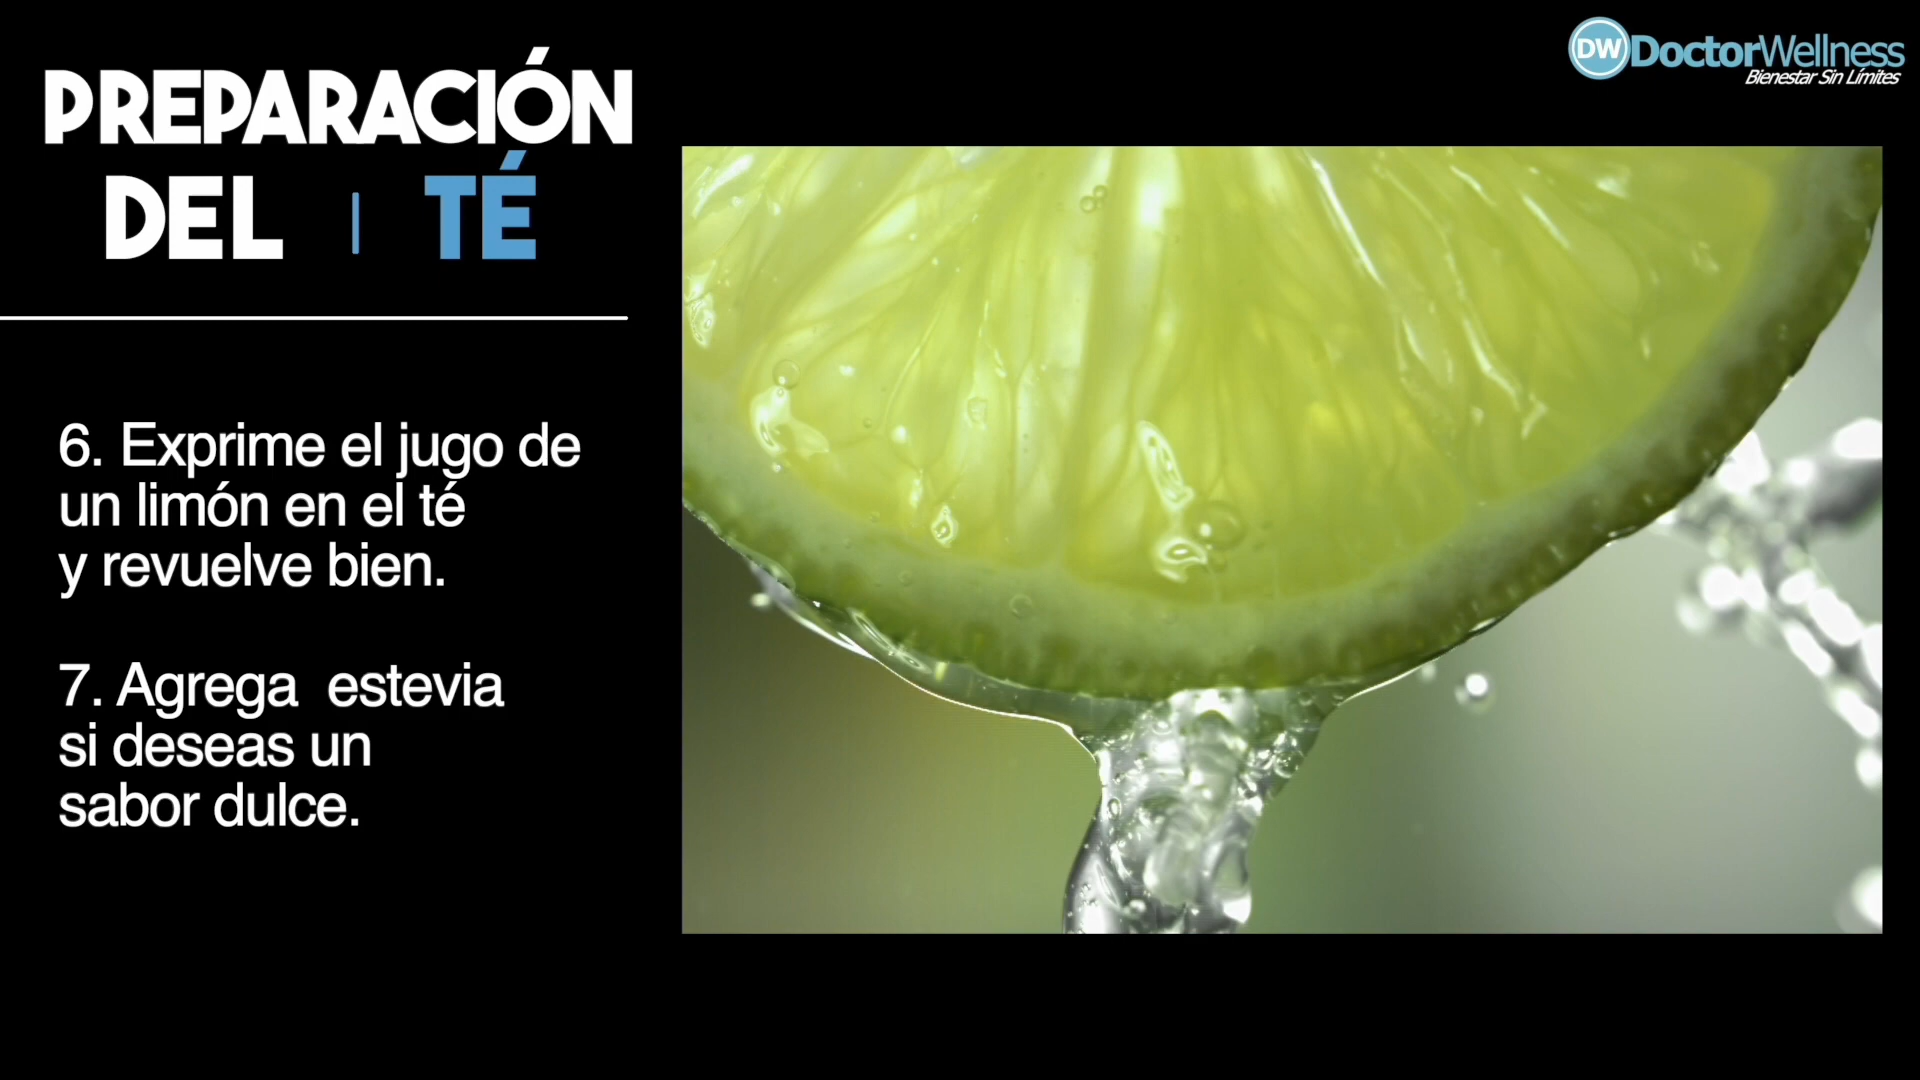 PREPARACIÓN
DEL | TÉ
DW DoctorWellness
Bienestar Sin Límites
6. Exprime el jugo de
un limón en el té
y revuelve bien.
7. Agrega estevia
si deseas un
sabor dulce.